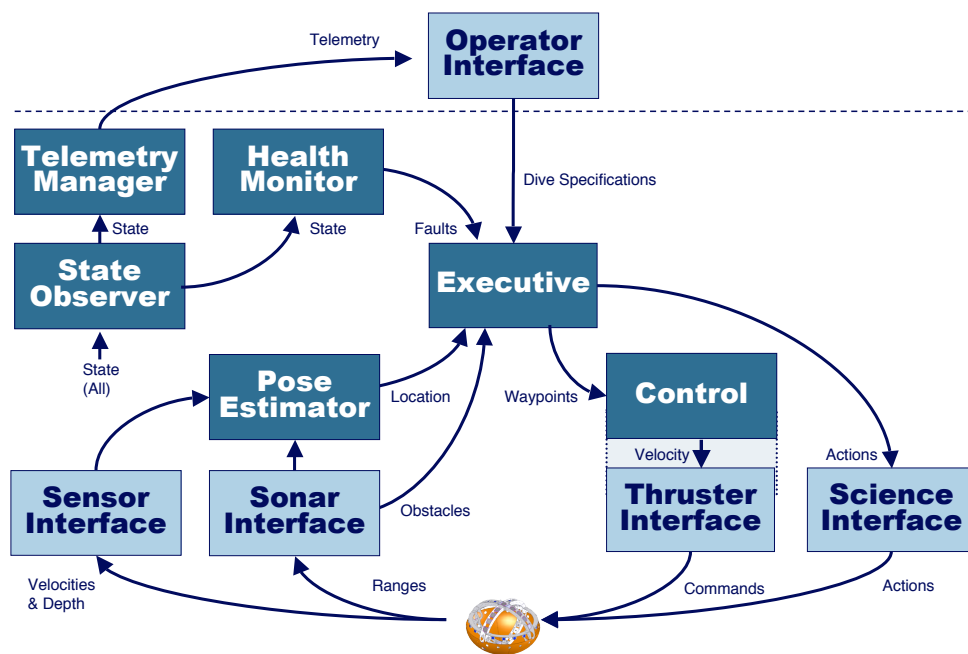 Telemetry
Operator
Interface
Telemetry
Manager
Health
Monitor
Dive Specifications
State
State
Faults
State
Observer
Executive
State
(All)
Pose
Estimator
Location
Waypoints
Control
Velocity
Actions
Sensor
Interface
Sonar
Interface
Obstacles
Thruster
Interface
Science
Interface
Velocities
& Depth
Ranges
Commands
Actions